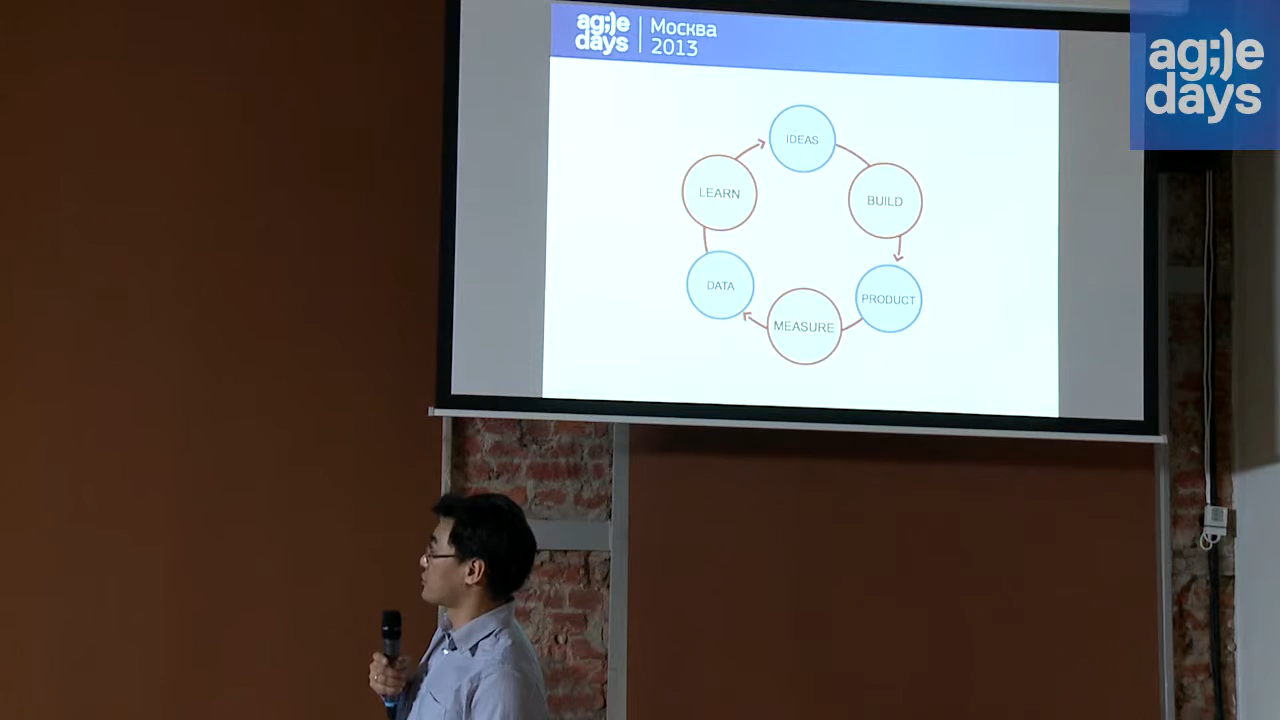 ag;)e
days
Москва
2013
ag;)e
days
IDEAS
LEARN
BUILD
DATA
PRODUCT
MEASURE